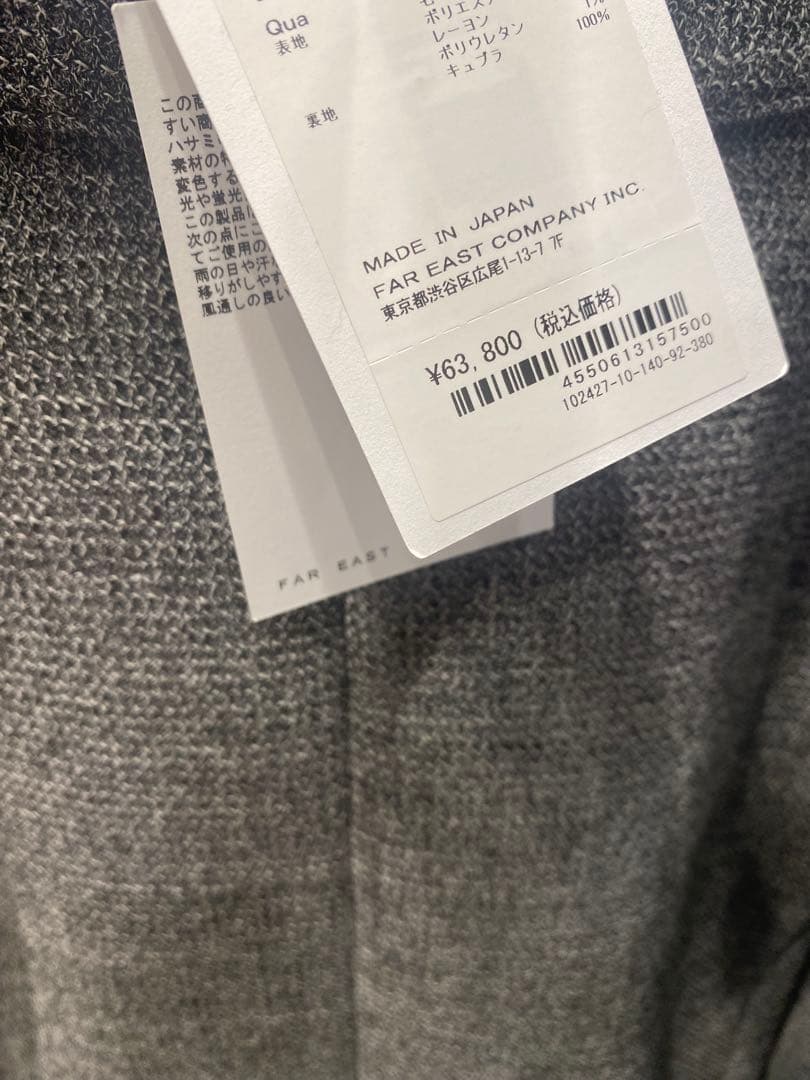 Qua
表地
ポリエステ
レーヨン
ポリウレタン
キュプラ
1%
100%
裏地
MADE IN JAPAN
FAR EAST COMPANY INC.
東京都渋谷区広尾1-13-7 7F
¥63,800 (税込価格)
4550613157500
102427-10-140-92-380
この商
すい商
ハサミ
素材の特
変色する
光や蛍光
この製品に
次の点にご
てご使用の
雨の日や汗
移りがしやす
風通しの良い
FAR EAST